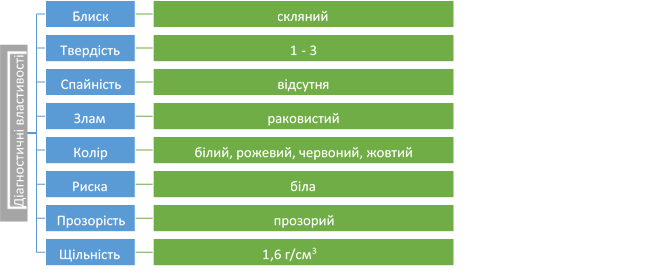 Діагностичні властивості
Блиск
скляний
Твердість
1 - 3
Спайність
відсутня
Злам
раковистий
Колір
білий, рожевий, червоний, жовтий
Риска
біла
Прозорість
прозорий
Щільність
1,6 г/см³